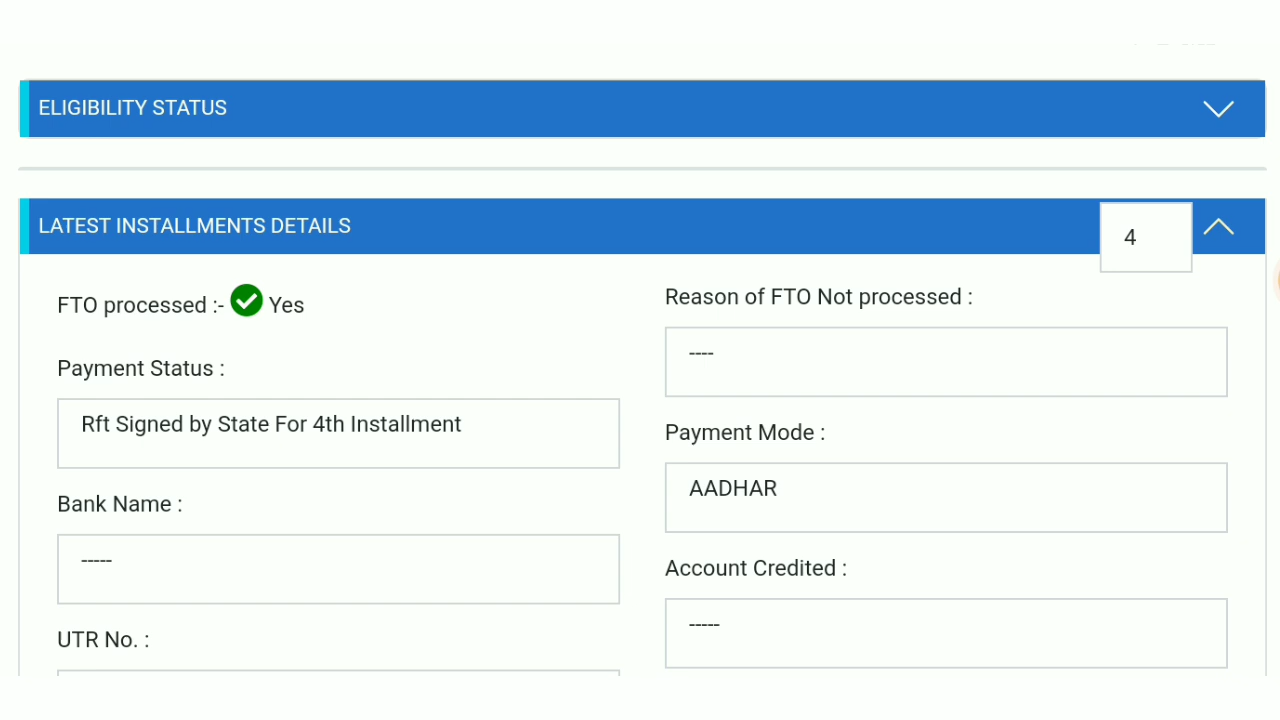 ELIGIBILITY STATUS
LATEST INSTALLMENTS DETAILS
4
FTO processed :- Yes
Reason of FTO Not processed :
----
Payment Status :
Rft Signed by State For 4th Installment
Payment Mode :
AADHAR
Bank Name :
-----
Account Credited :
-----
UTR No. :